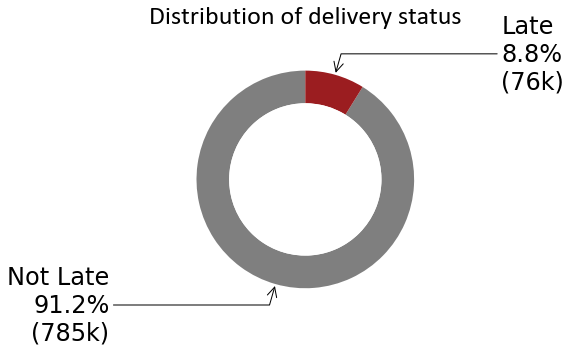 Distribution of delivery status
Late
8.8%
(76k)
Not Late
91.2%
(785k)